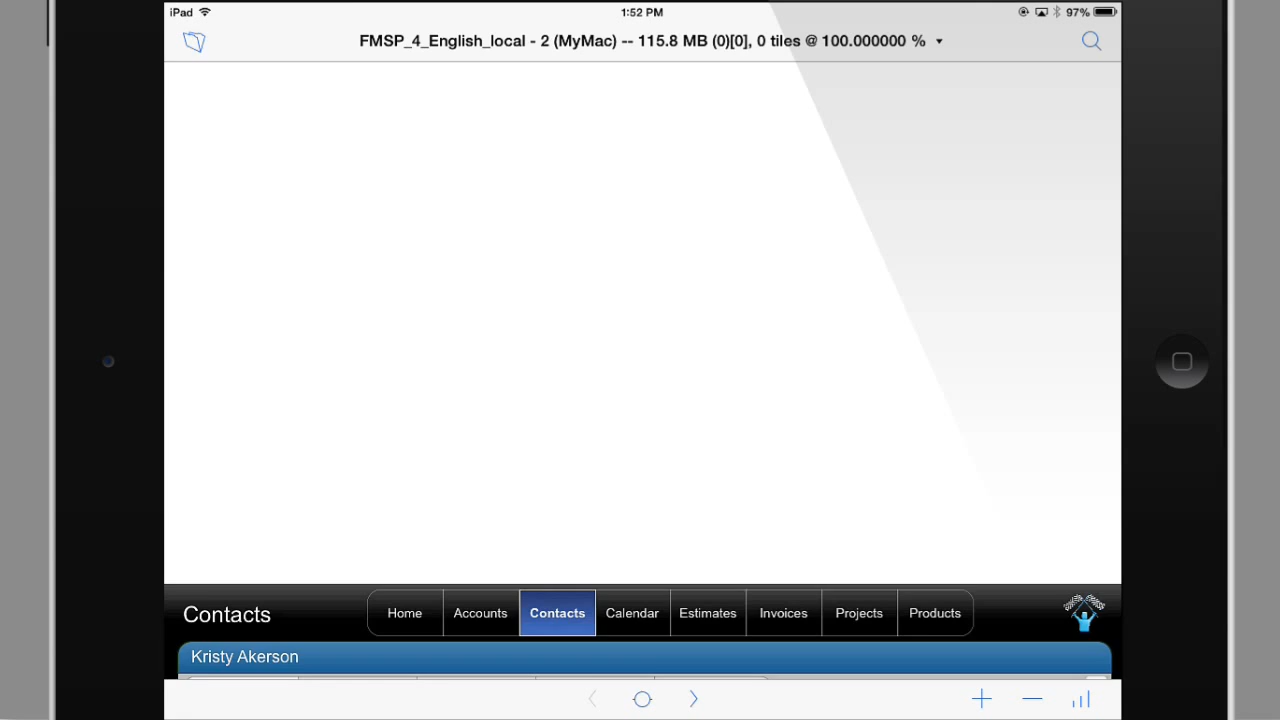 iPad 1:52 PM 97%
FMSP_4_English_local - 2 (MyMac) -- 115.8 MB (0)[0], 0 tiles @ 100.000000 %
Contacts Home Accounts Contacts Calendar Estimates Invoices Projects Products
Kristy Akerson